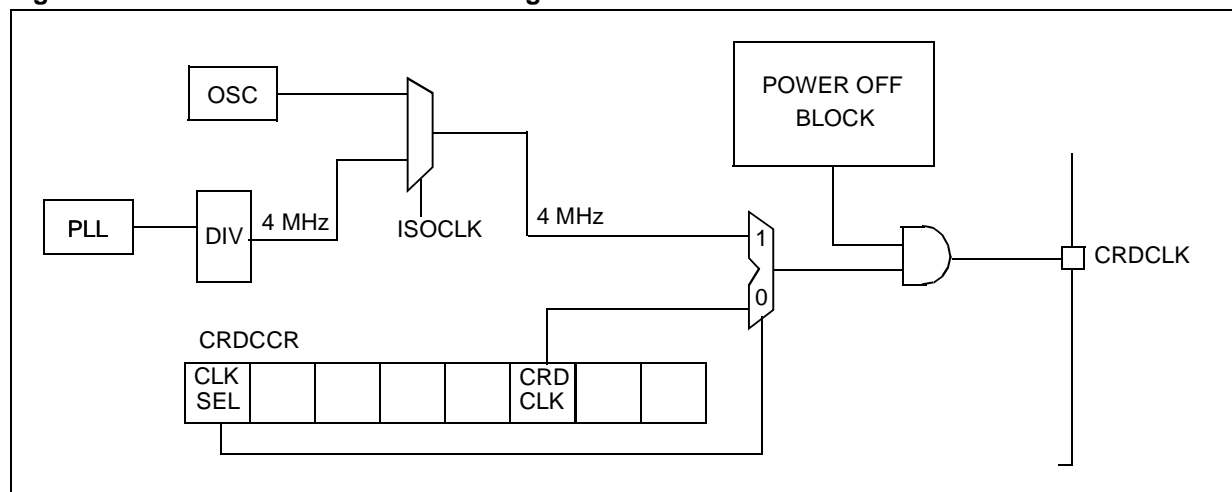 OSC
POWER OFF
BLOCK
PLL
DIV
4 MHz
ISOCLK
4 MHz
1
0
CRDCLK
CRDCCR
CLK
SEL
CRD
CLK